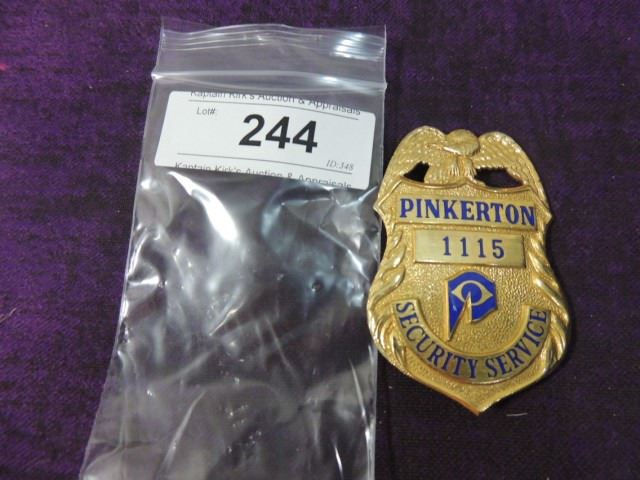 Kaptain Kirk's Auction & Appraisals
Lot#:
244
ID:348
Kaptain Kirk's Auction & Appraisals
PINKERTON
1115
SECURITY SERVICE